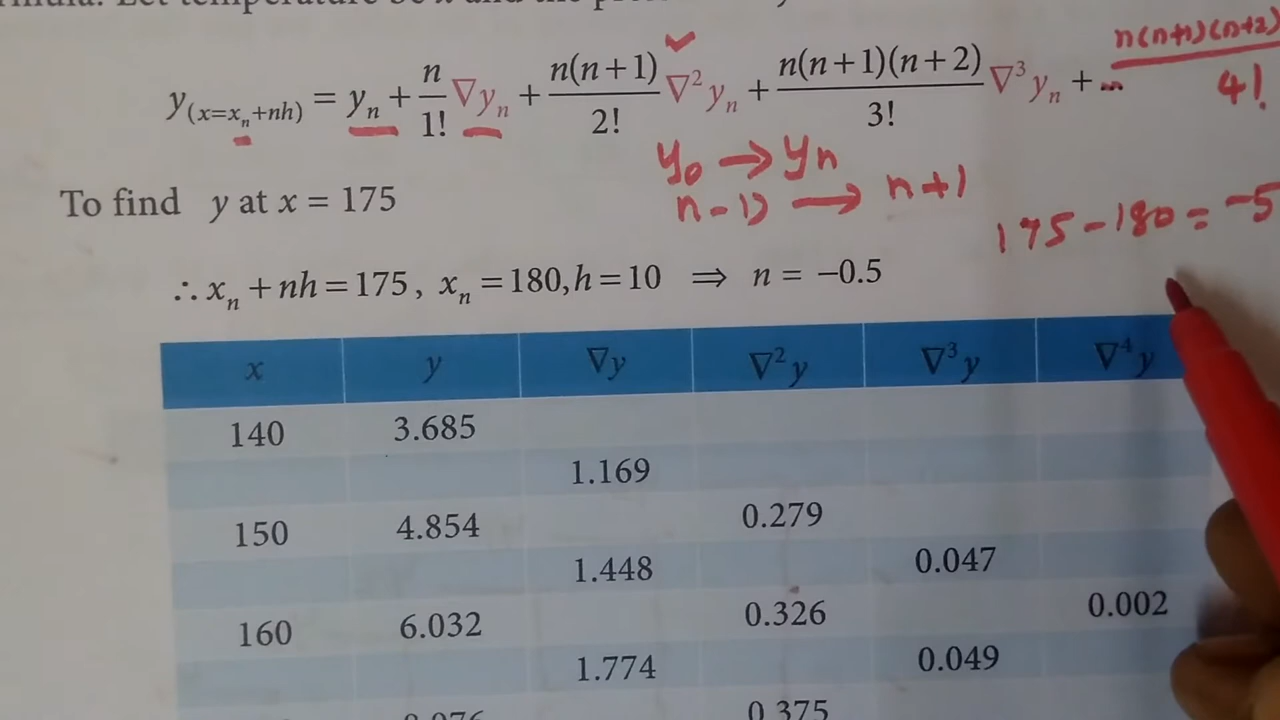 n(n+1)(n+2)
4!
y(x=xₙ+nh) = yₙ + n/1! ∇yₙ + n(n+1)/2! ∇²yₙ + n(n+1)(n+2)/3! ∇³yₙ + ...
y₀ → yₙ
n-1) → n+1
To find y at x = 175
175-180 = -5
∴ xₙ + nh = 175, xₙ = 180, h = 10 ⇒ n = −0.5
x y ∇y ∇²y ∇³y ∇⁴y
140 3.685
1.169
150 4.854 0.279
1.448 0.047
160 6.032 0.326 0.002
1.774 0.049
0.375